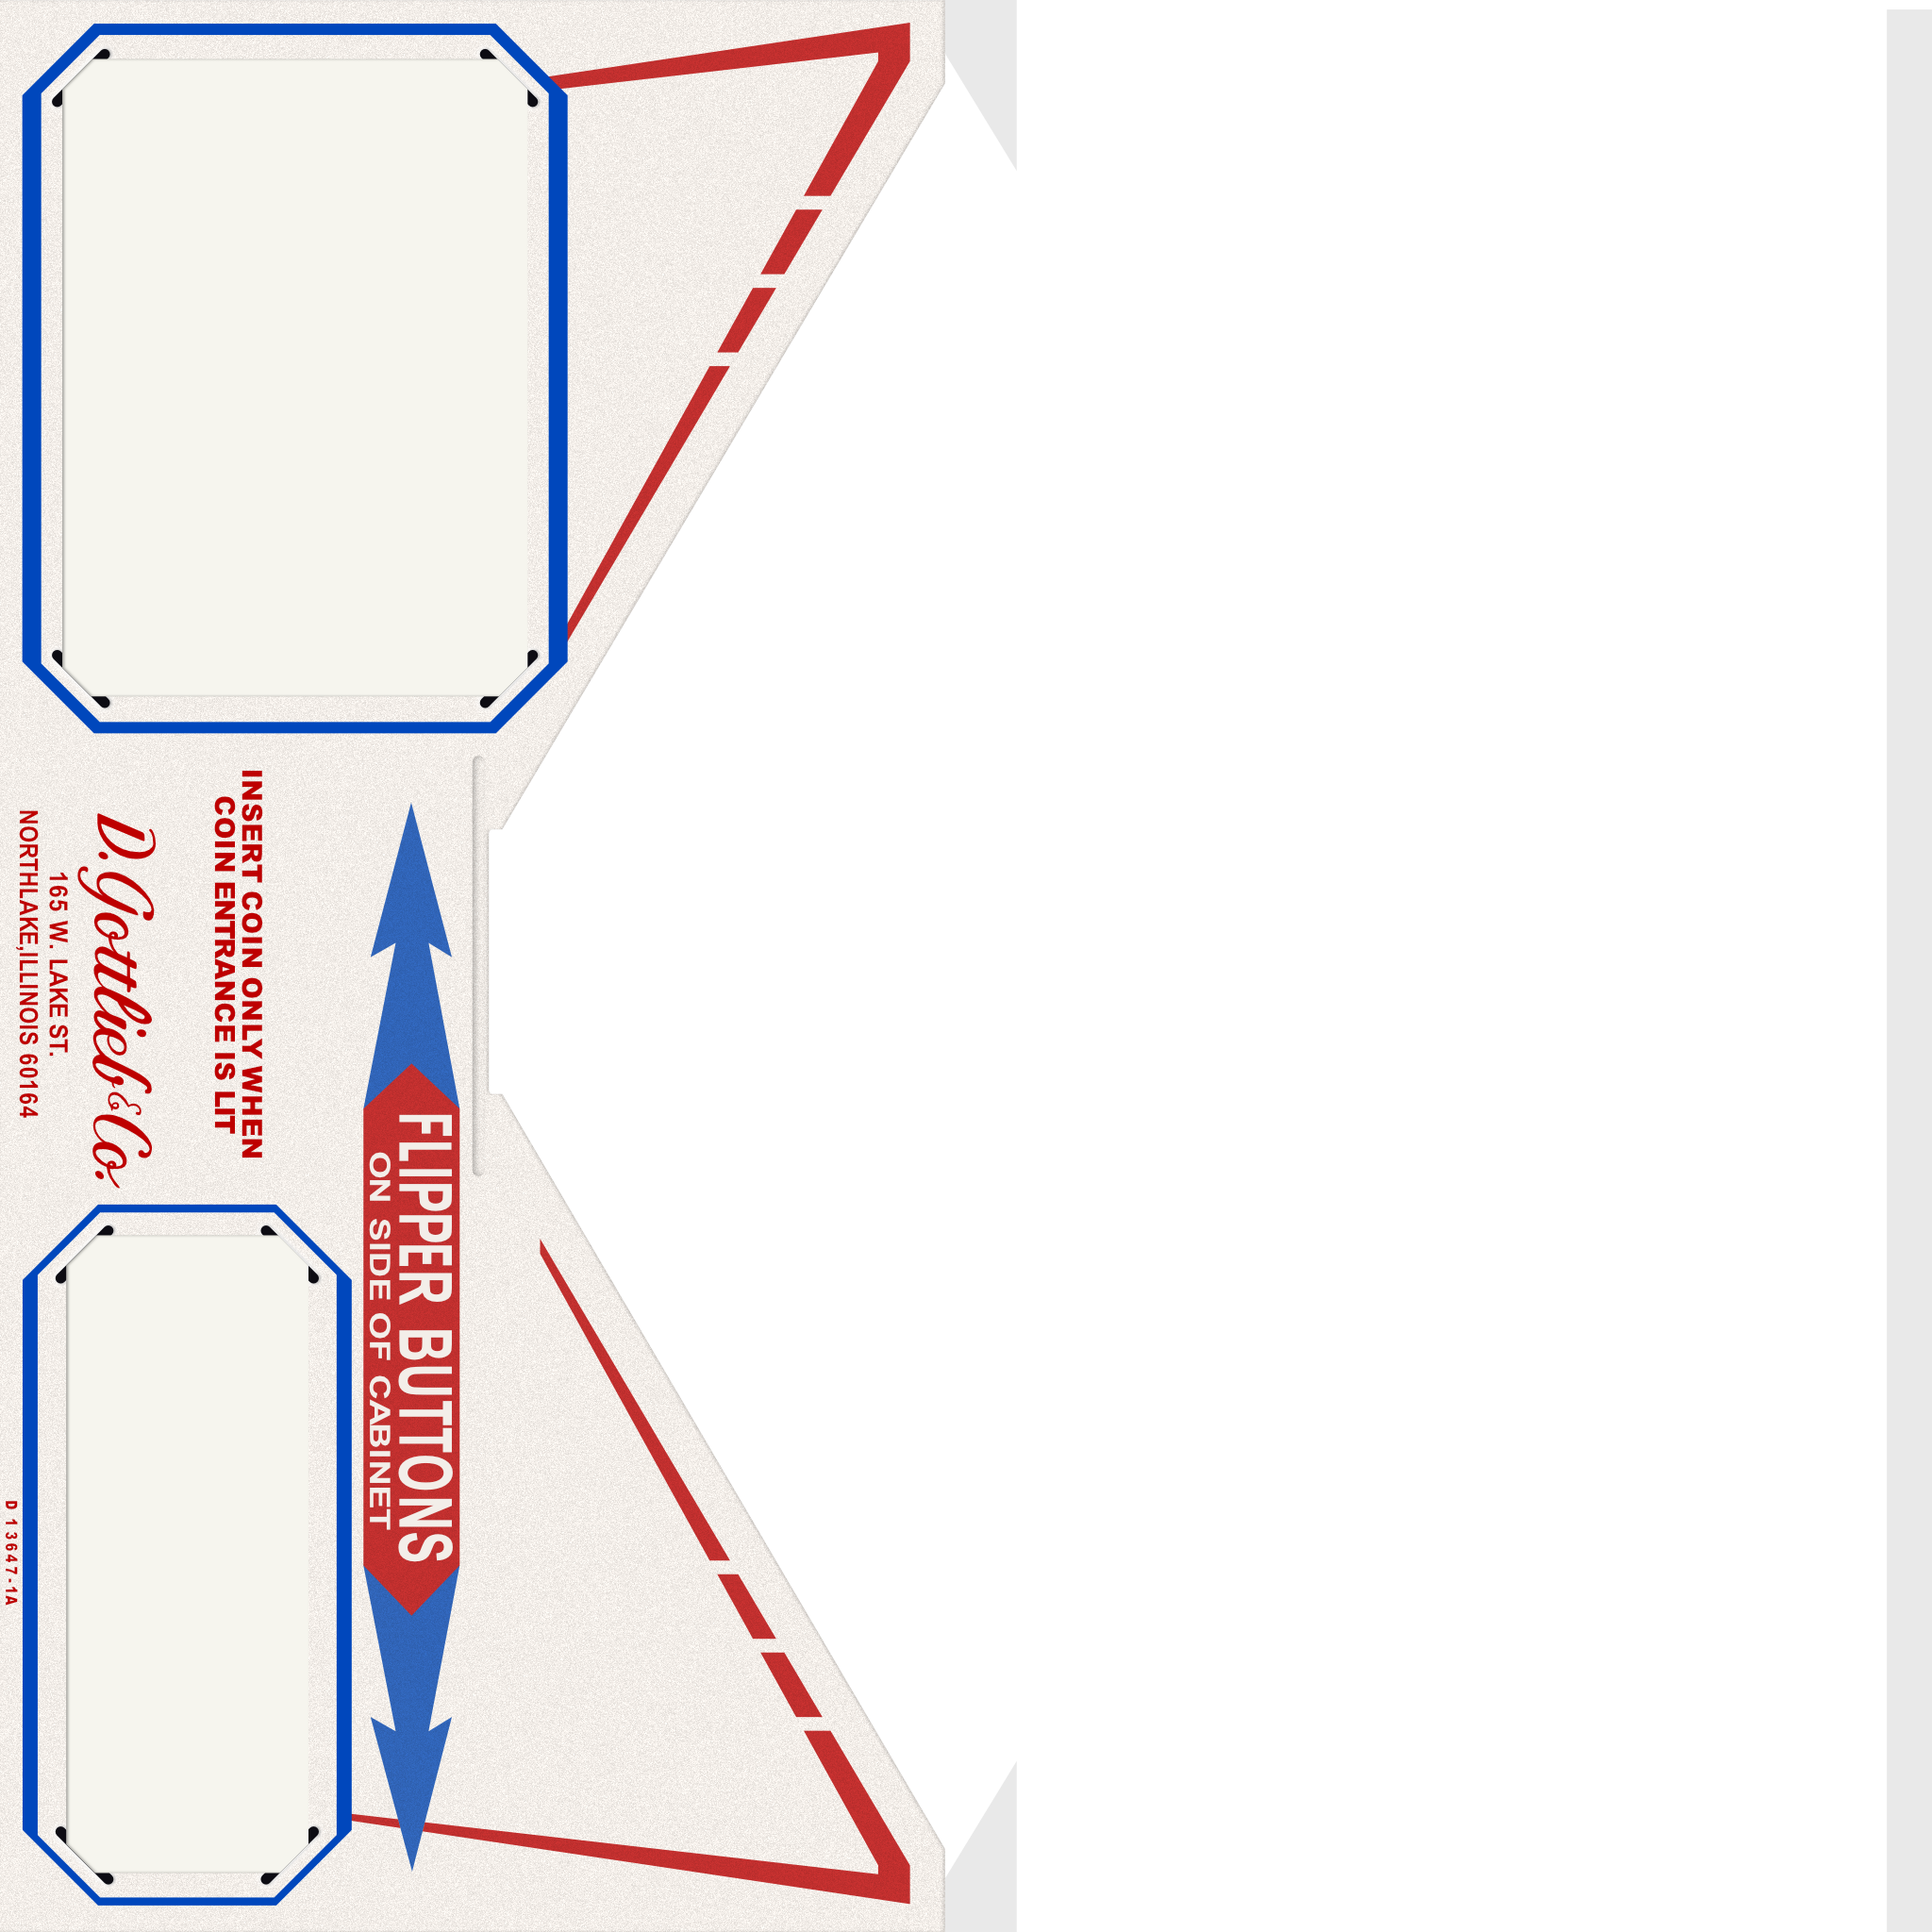 FLIPPER BUTTONS
ON SIDE OF CABINET
INSERT COIN ONLY WHEN
COIN ENTRANCE IS LIT
D. Gottlieb & Co.
165 W. LAKE ST.
NORTHLAKE, ILLINOIS 60164
D 13647-1A